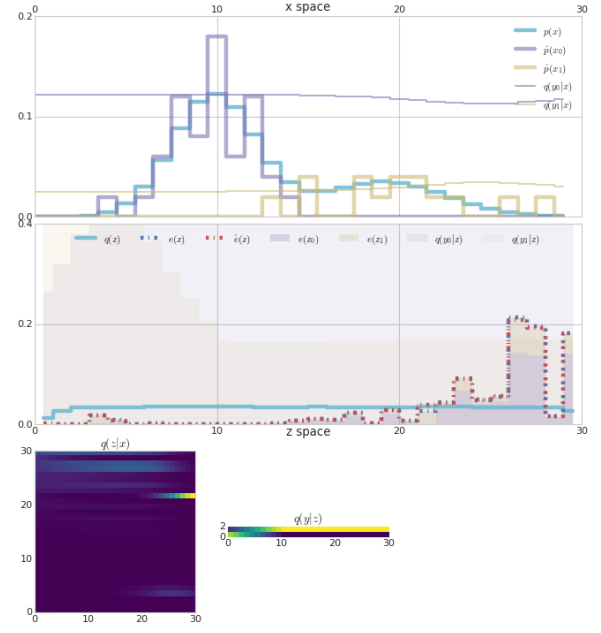 x space
0 10 20 30
0.2
p(x)
p̂(x₀)
p̂(x₁)
q(y₀|x)
0.1
q(y₁|x)
0.0
0.4
q(z) e(z) ê(z) e(x₀) e(x₁) q(y₀|x) q(y₁|x)
0.2
0.0
0 10 20 30
z space
q(z|x)
30
20
10
0
0 10 20 30
q(y|z)
2
0
0 10 20 30